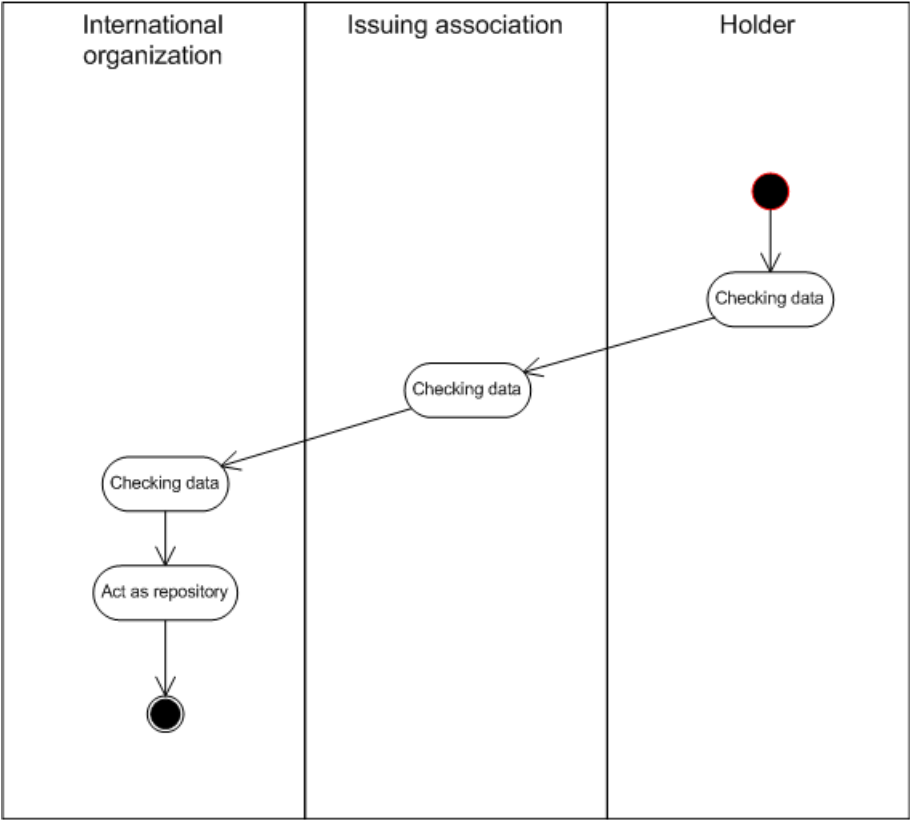 International
organization
Issuing association
Holder
Checking data
Checking data
Checking data
Act as repository